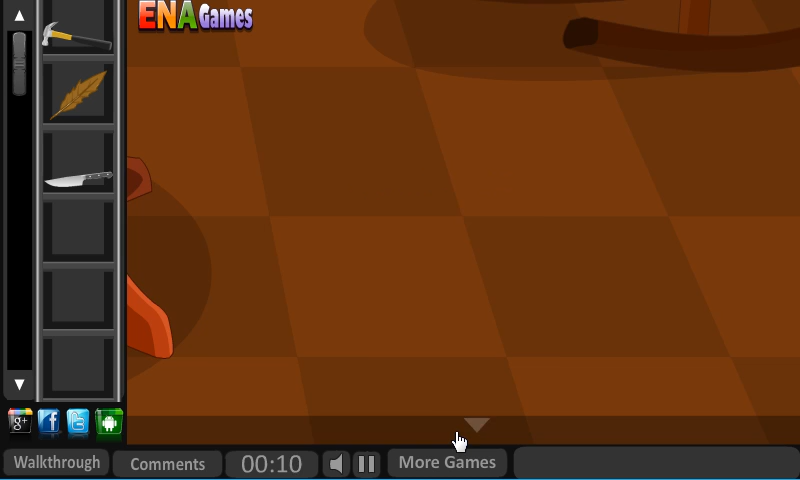 ENA Games
g+
f
t
Walkthrough
Comments
00:10
More Games